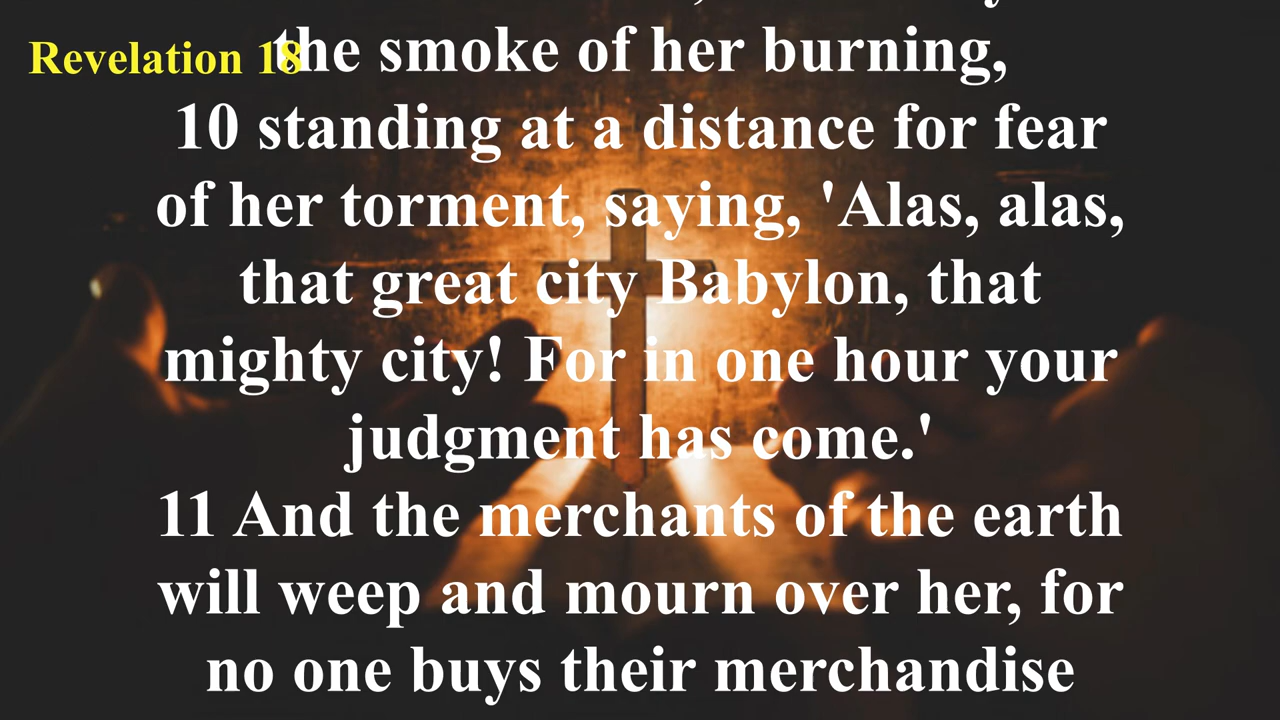 Revelation 18
the smoke of her burning,
10 standing at a distance for fear
of her torment, saying, 'Alas, alas,
that great city Babylon, that
mighty city! For in one hour your
judgment has come.'
11 And the merchants of the earth
will weep and mourn over her, for
no one buys their merchandise